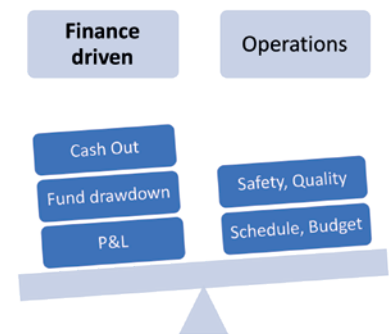 Finance
driven
Operations
Cash Out
Fund drawdown
P&L
Safety, Quality
Schedule, Budget